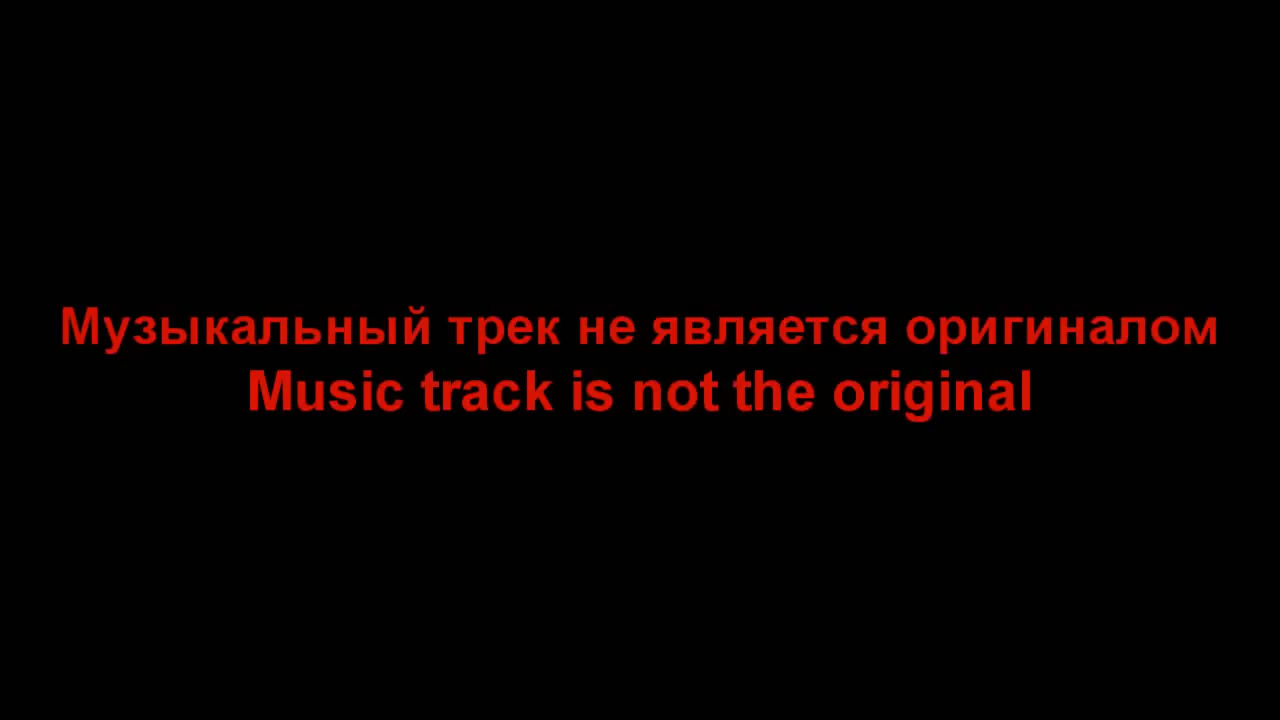 Музыкальный трек не является оригиналом
Music track is not the original